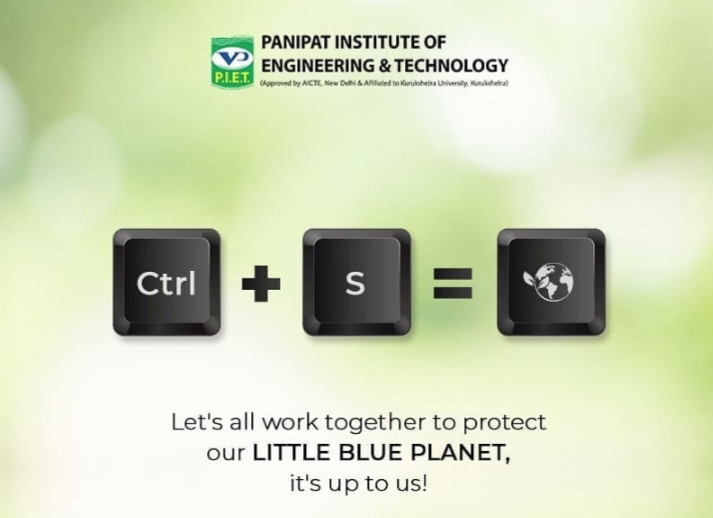 VP
P.I.E.T.
PANIPAT INSTITUTE OF
ENGINEERING & TECHNOLOGY
(Approved by AICTE, New Delhi & Affiliated to Kurukshetra University, Kurukshetra)
Ctrl + S =
Let's all work together to protect
our LITTLE BLUE PLANET,
it's up to us!